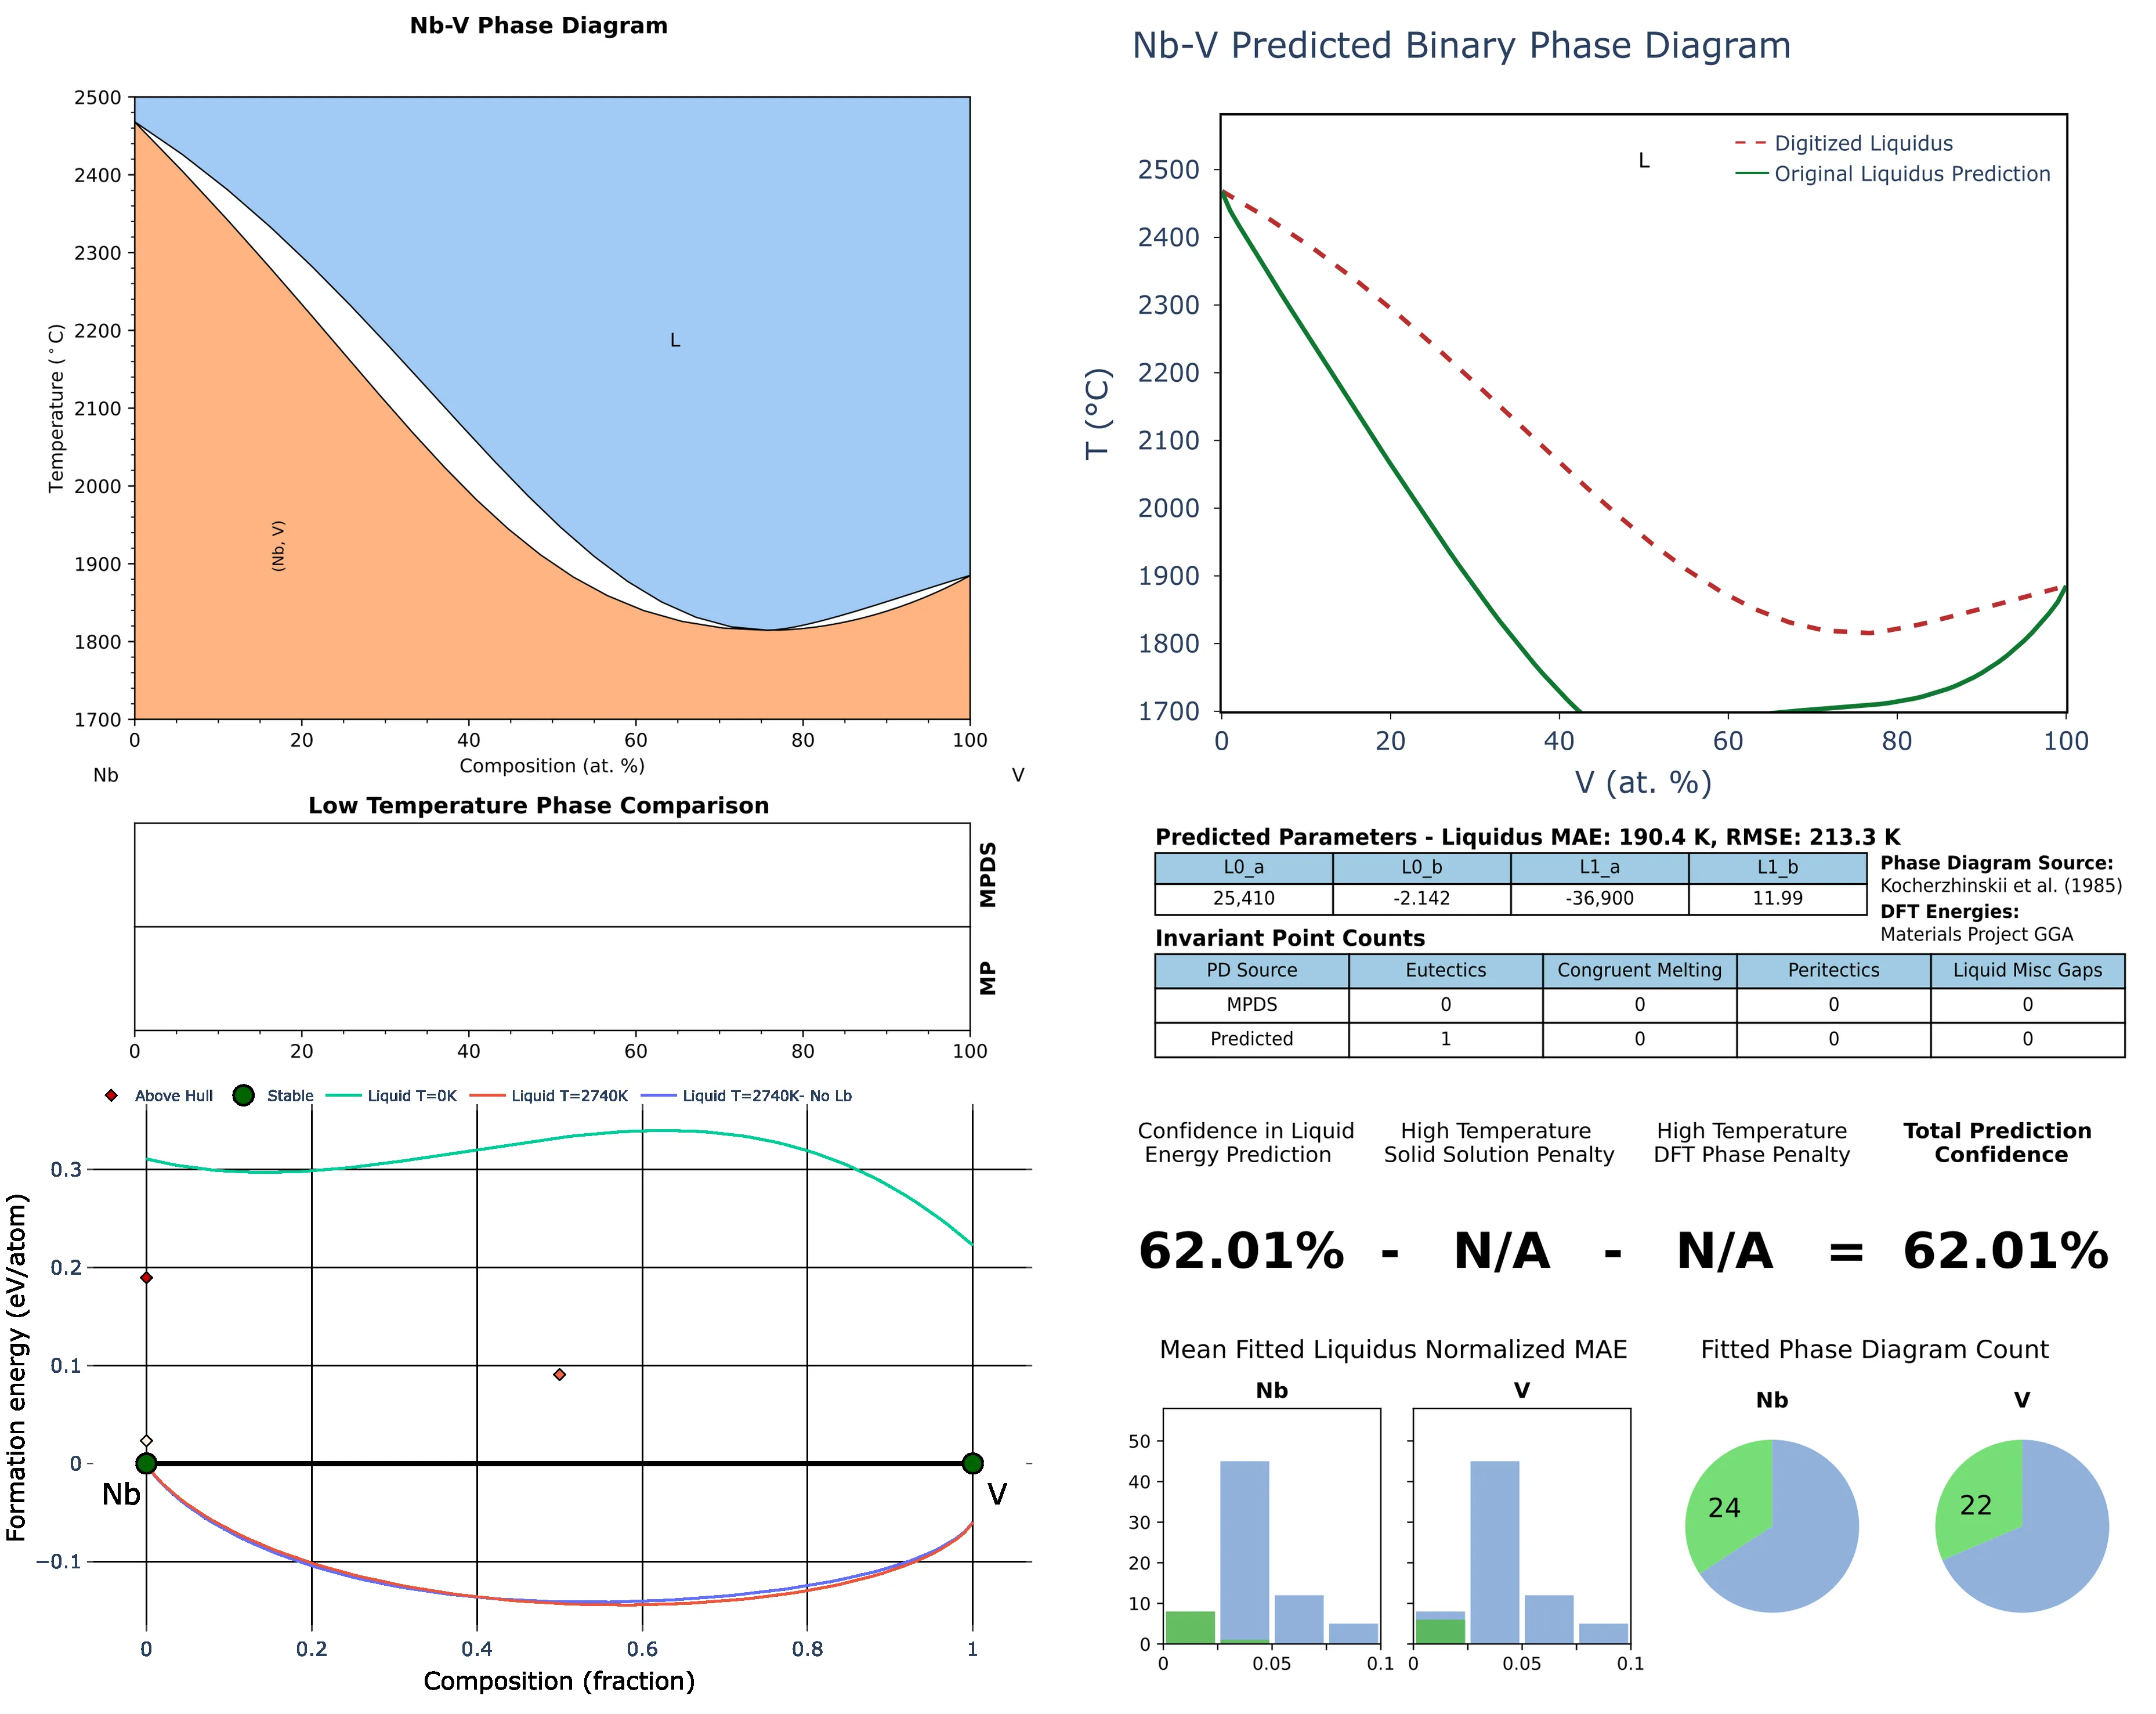 Nb-V Phase Diagram
2500
2400
2300
2200
2100
2000
1900
1800
1700
Temperature (°C)
L
(Nb, V)
0 20 40 60 80 100
Composition (at. %)
Nb V
Nb-V Predicted Binary Phase Diagram
Digitized Liquidus
Original Liquidus Prediction
L
2500
2400
2300
2200
2100
2000
1900
1800
1700
T (°C)
0 20 40 60 80 100
V (at. %)
Low Temperature Phase Comparison
MPDS
MP
0 20 40 60 80 100
Predicted Parameters - Liquidus MAE: 190.4 K, RMSE: 213.3 K
L0_a L0_b L1_a L1_b
25,410 -2.142 -36,900 11.99
Phase Diagram Source:
Kocerzhinskii et al. (1985)
DFT Energies:
Materials Project GGA
Invariant Point Counts
PD Source Eutectics Congruent Melting Peritectics Liquid Misc Gaps
MPDS 0 0 0 0
Predicted 1 0 0 0
Above Hull Stable Liquid T=0K Liquid T=2740K Liquid T=2740K- No Lb
0.3
0.2
0.1
0
−0.1
Formation energy (eV/atom)
Nb V
0 0.2 0.4 0.6 0.8 1
Composition (fraction)
Confidence in Liquid
Energy Prediction
High Temperature
Solid Solution Penalty
High Temperature
DFT Phase Penalty
Total Prediction
Confidence
62.01% - N/A - N/A = 62.01%
Mean Fitted Liquidus Normalized MAE
Nb V
50
40
30
20
10
0
0 0.05 0.1 0 0.05 0.1
Fitted Phase Diagram Count
Nb V
24 22